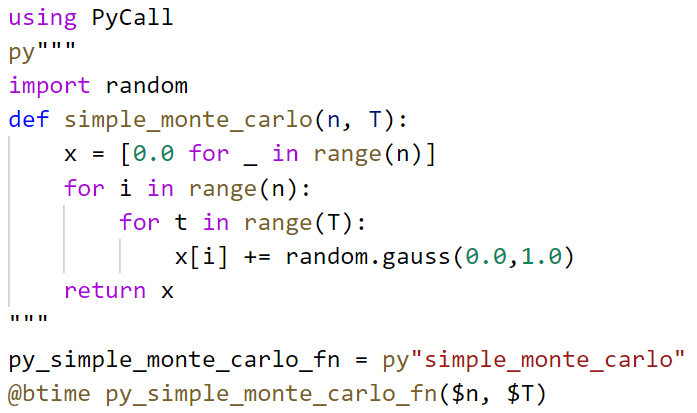 using PyCall
py"""
import random
def simple_monte_carlo(n, T):
    x = [0.0 for _ in range(n)]
    for i in range(n):
        for t in range(T):
            x[i] += random.gauss(0.0,1.0)
    return x
"""
py_simple_monte_carlo_fn = py"simple_monte_carlo"
@btime py_simple_monte_carlo_fn($n, $T)